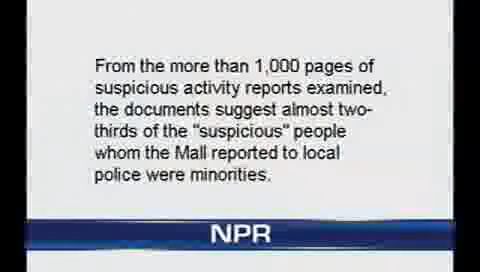 From the more than 1,000 pages of
suspicious activity reports examined,
the documents suggest almost two-
thirds of the "suspicious" people
whom the Mall reported to local
police were minorities.
NPR